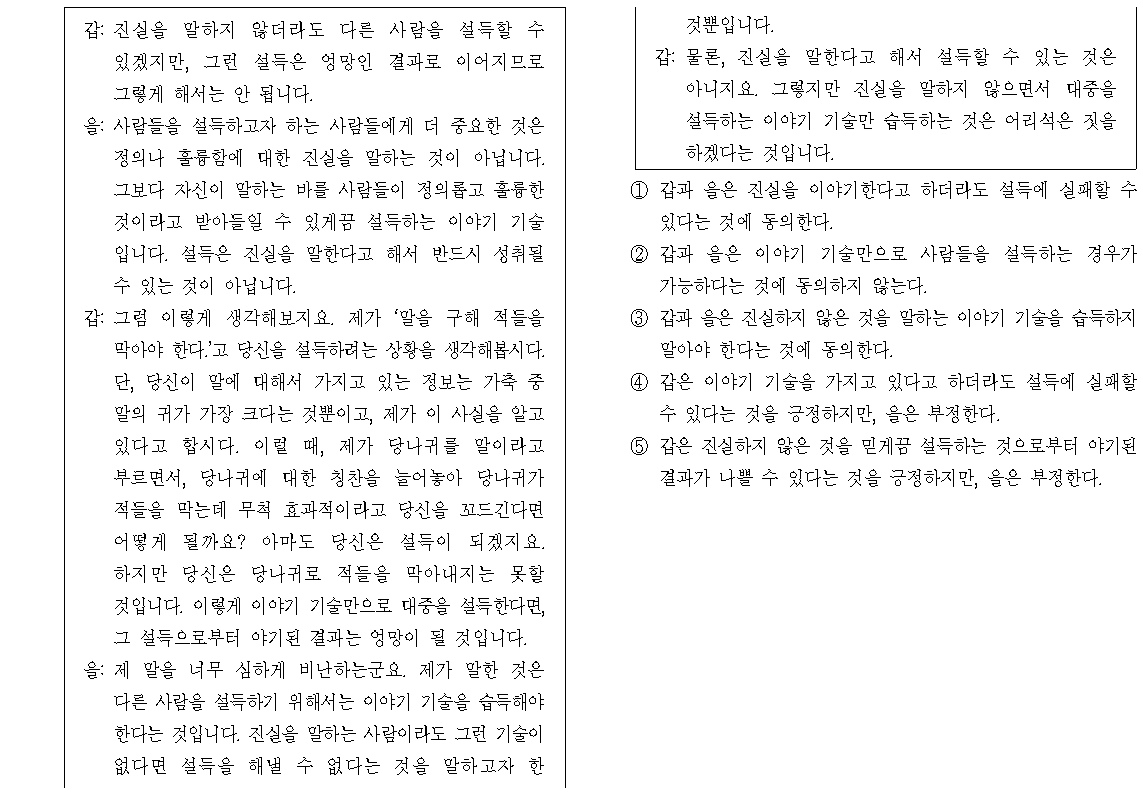 갑: 진실을 말하지 않더라도 다른 사람을 설득할 수
있겠지만, 그런 설득은 엉망인 결과로 이어지므로
그렇게 해서는 안 됩니다.
을: 사람들을 설득하고자 하는 사람들에게 더 중요한 것은
정의나 훌륭함에 대한 진실을 말하는 것이 아닙니다.
그보다 자신이 말하는 바를 사람들이 정의롭고 훌륭한
것이라고 받아들일 수 있게끔 설득하는 이야기 기술
입니다. 설득은 진실을 말한다고 해서 반드시 성취될
수 있는 것이 아닙니다.
갑: 그럼 이렇게 생각해보지요. 제가 ‘말을 구해 적들을
막아야 한다.’고 당신을 설득하려는 상황을 생각해봅시다.
단, 당신이 말에 대해서 가지고 있는 정보는 가축 중
말의 귀가 가장 크다는 것뿐이고, 제가 이 사실을 알고
있다고 합시다. 이럴 때, 제가 당나귀를 말이라고
부르면서, 당나귀에 대한 칭찬을 늘어놓아 당나귀가
적들을 막는데 무척 효과적이라고 당신을 꼬드긴다면
어떻게 될까요? 아마도 당신은 설득이 되겠지요.
하지만 당신은 당나귀로 적들을 막아내지는 못할
것입니다. 이렇게 이야기 기술만으로 대중을 설득한다면,
그 설득으로부터 야기된 결과는 엉망이 될 것입니다.
을: 제 말을 너무 심하게 비난하는군요. 제가 말한 것은
다른 사람을 설득하기 위해서는 이야기 기술을 습득해야
한다는 것입니다. 진실을 말하는 사람이라도 그런 기술이
없다면 설득을 해낼 수 없다는 것을 말하고자 한
것뿐입니다.
갑: 물론, 진실을 말한다고 해서 설득할 수 있는 것은
아니지요. 그렇지만 진실을 말하지 않으면서 대중을
설득하는 이야기 기술만 습득하는 것은 어리석은 짓을
하겠다는 것입니다.
① 갑과 을은 진실을 이야기한다고 하더라도 설득에 실패할 수
있다는 것에 동의한다.
② 갑과 을은 이야기 기술만으로 사람들을 설득하는 경우가
가능하다는 것에 동의하지 않는다.
③ 갑과 을은 진실하지 않은 것을 말하는 이야기 기술을 습득하지
말아야 한다는 것에 동의한다.
④ 갑은 이야기 기술을 가지고 있다고 하더라도 설득에 실패할
수 있다는 것을 긍정하지만, 을은 부정한다.
⑤ 갑은 진실하지 않은 것을 믿게끔 설득하는 것으로부터 야기된
결과가 나쁠 수 있다는 것을 긍정하지만, 을은 부정한다.